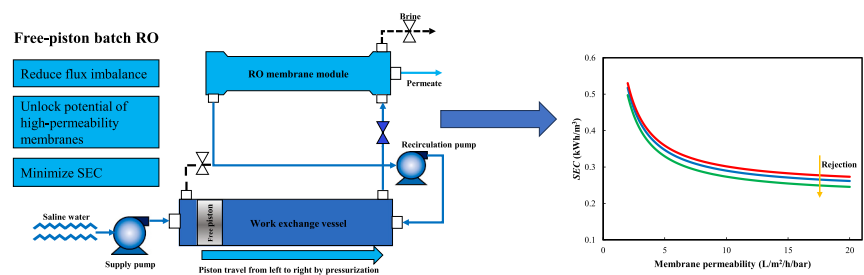 Free-piston batch RO
Reduce flux imbalance
Unlock potential of
high-permeability
membranes
Minimize SEC
Saline water
Supply pump
Brine
RO membrane module
Permeate
Recirculation pump
Free piston
Work exchange vessel
Piston travel from left to right by pressurization
0.6
0.5
0.4
0.3
0.2
0.1
SEC (kWh/m³)
Rejection
0
5
10
15
20
Membrane permeability (L/m²/h/bar)